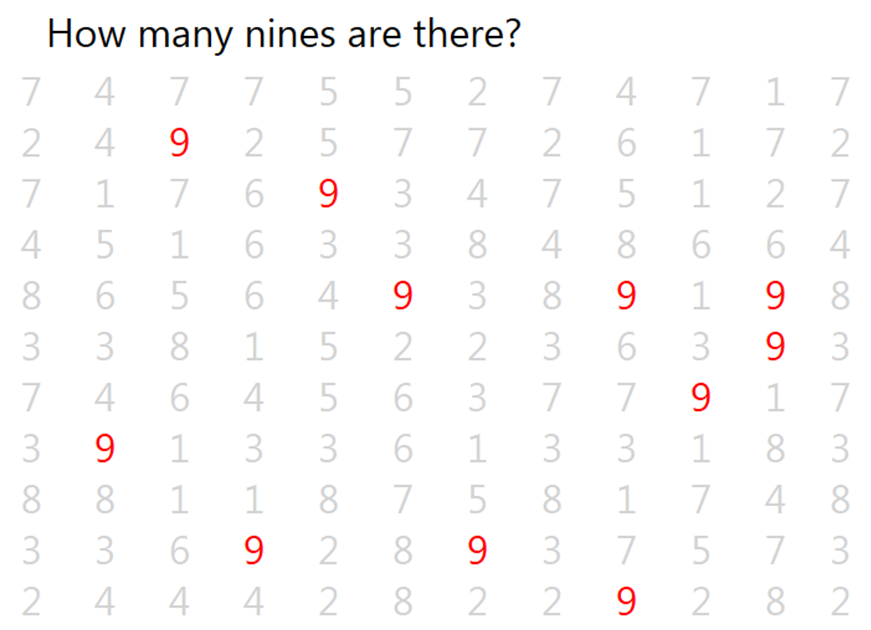 How many nines are there?
7 4 7 7 5 5 2 7 4 7 1 7
2 4 9 2 5 7 7 2 6 1 7 2
7 1 7 6 9 3 4 7 5 1 2 7
4 5 1 6 3 3 8 4 8 6 6 4
8 6 5 6 4 9 3 8 9 1 9 8
3 3 8 1 5 2 2 3 6 3 9 3
7 4 6 4 5 6 3 7 7 9 1 7
3 9 1 3 3 6 1 3 3 1 8 3
8 8 1 1 8 7 5 8 1 7 4 8
3 3 6 9 2 8 9 3 7 5 7 3
2 4 4 4 2 8 2 2 9 2 8 2